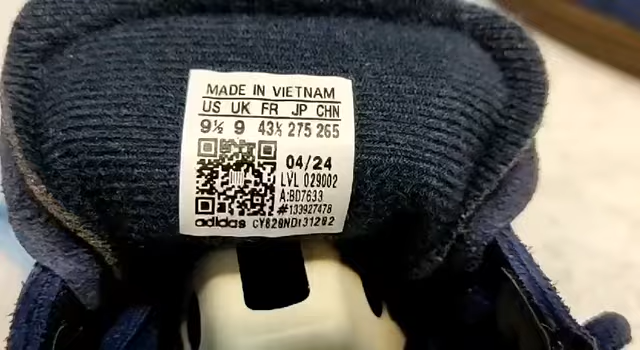 MADE IN VIETNAM
US UK FR JP CHN
9½ 9 43⅓ 275 265
04/24
LVL 029002
A:BD7633
#133927478
adidas